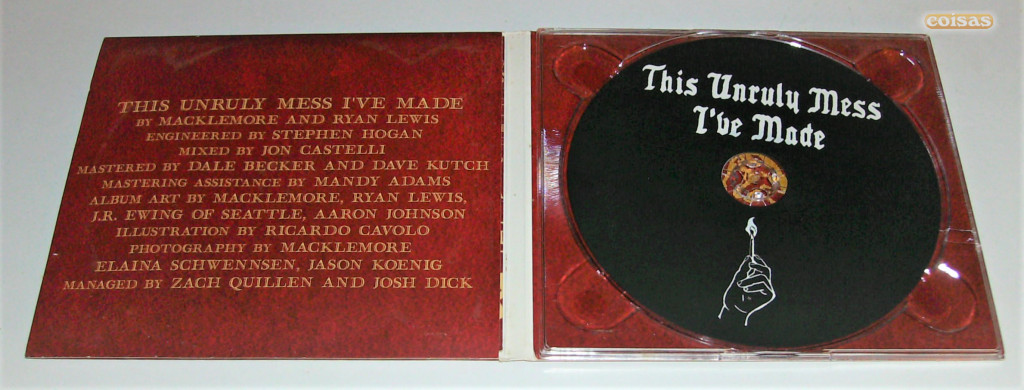 THIS UNRULY MESS I'VE MADE
BY MACKLEMORE AND RYAN LEWIS
ENGINEERED BY STEPHEN HOGAN
MIXED BY JON CASTELLI
MASTERED BY DALE BECKER AND DAVE KUTCH
MASTERING ASSISTANCE BY MANDY ADAMS
ALBUM ART BY MACKLEMORE, RYAN LEWIS,
J.R. EWING OF SEATTLE, AARON JOHNSON
ILLUSTRATION BY RICARDO CAVOLO
PHOTOGRAPHY BY MACKLEMORE
ELAINA SCHWENNSEN, JASON KOENIG
MANAGED BY ZACH QUILLEN AND JOSH DICK
This Unruly Mess
I've Made
coisas